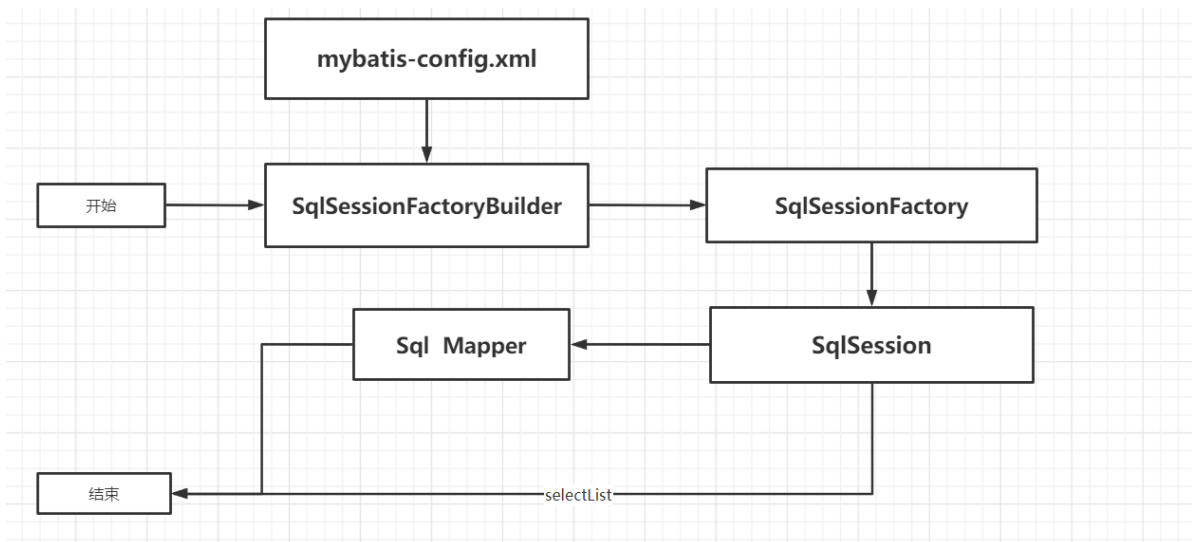 mybatis-config.xml
开始
SqlSessionFactoryBuilder
SqlSessionFactory
Sql Mapper
SqlSession
结束
selectList